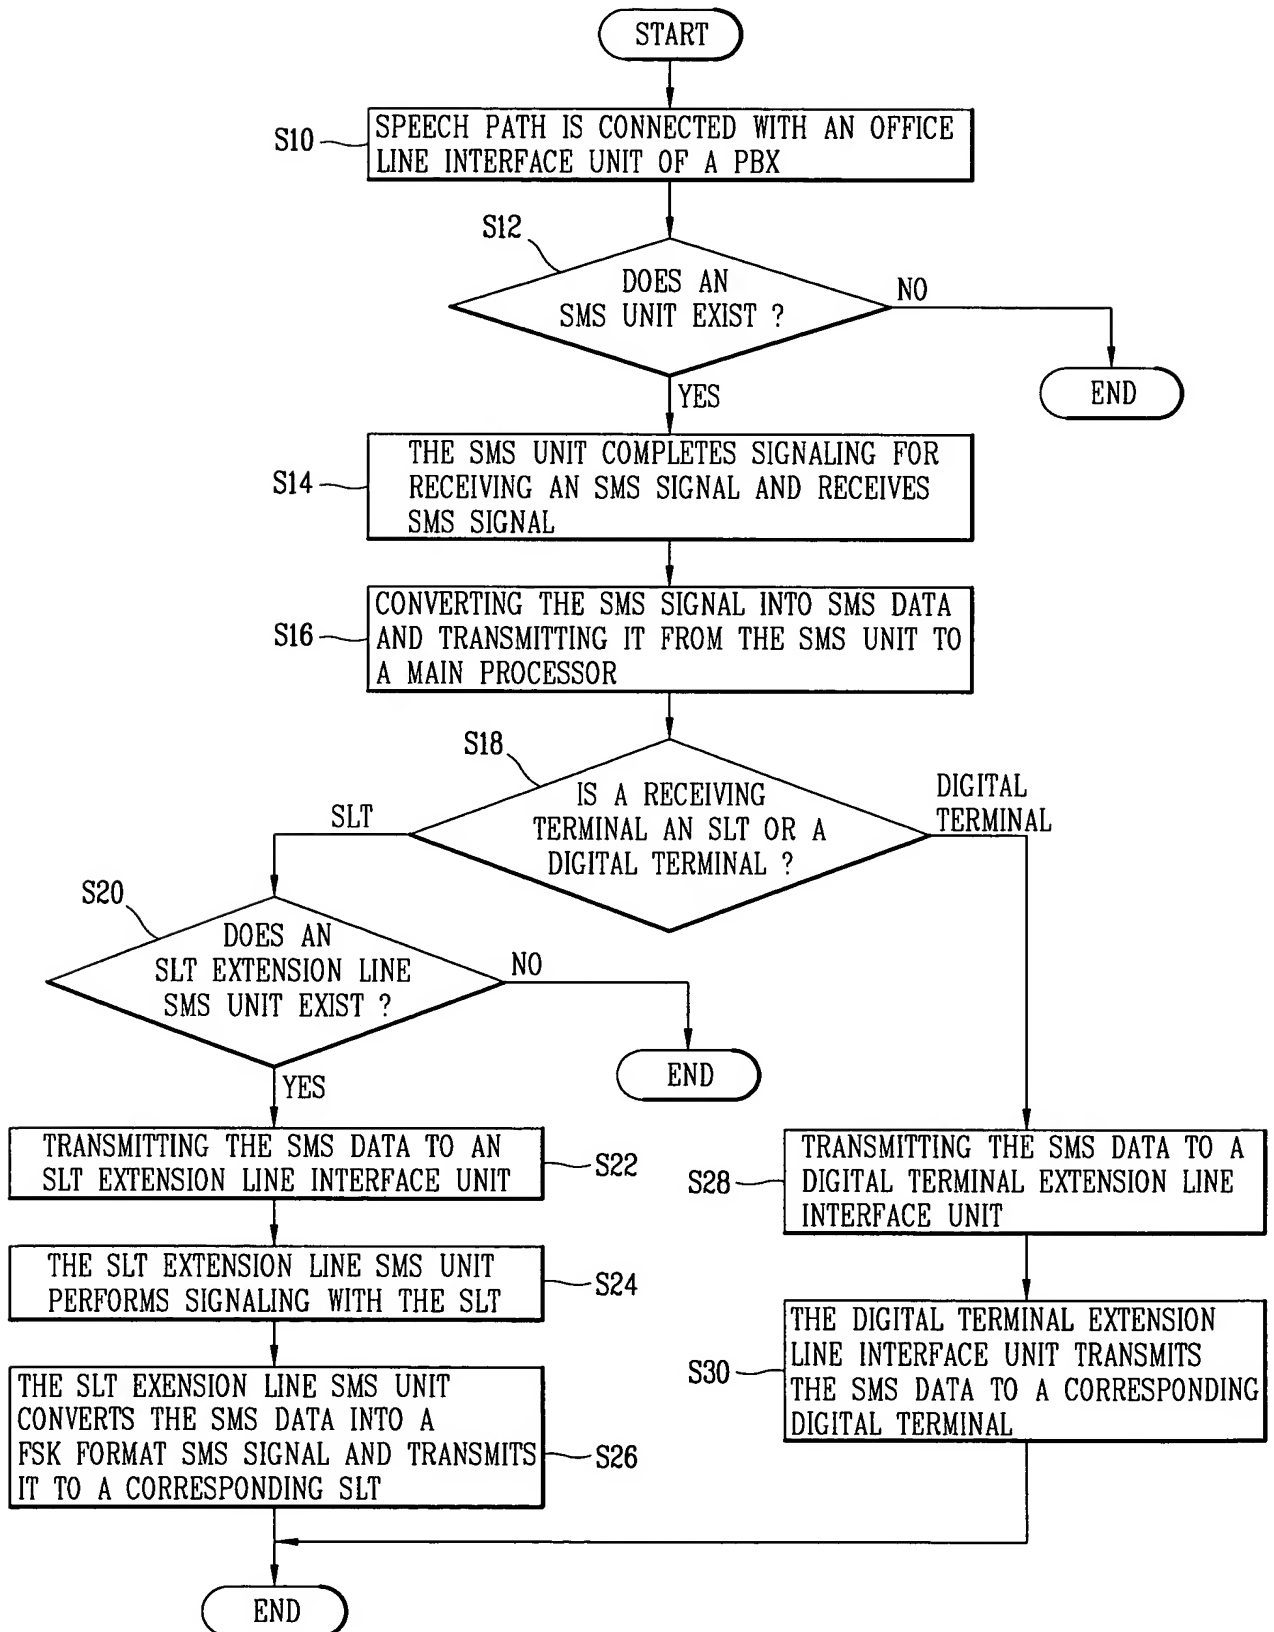 START
S10
SPEECH PATH IS CONNECTED WITH AN OFFICE
LINE INTERFACE UNIT OF A PBX
S12
DOES AN
SMS UNIT EXIST ?
NO
END
YES
S14
THE SMS UNIT COMPLETES SIGNALING FOR
RECEIVING AN SMS SIGNAL AND RECEIVES
SMS SIGNAL
S16
CONVERTING THE SMS SIGNAL INTO SMS DATA
AND TRANSMITTING IT FROM THE SMS UNIT TO
A MAIN PROCESSOR
S18
IS A RECEIVING
TERMINAL AN SLT OR A
DIGITAL TERMINAL ?
SLT
DIGITAL
TERMINAL
S20
DOES AN
SLT EXTENSION LINE
SMS UNIT EXIST ?
NO
END
YES
TRANSMITTING THE SMS DATA TO AN
SLT EXTENSION LINE INTERFACE UNIT
S22
THE SLT EXTENSION LINE SMS UNIT
PERFORMS SIGNALING WITH THE SLT
S24
THE SLT EXENSION LINE SMS UNIT
CONVERTS THE SMS DATA INTO A
FSK FORMAT SMS SIGNAL AND TRANSMITS
IT TO A CORRESPONDING SLT
S26
S28
TRANSMITTING THE SMS DATA TO A
DIGITAL TERMINAL EXTENSION LINE
INTERFACE UNIT
S30
THE DIGITAL TERMINAL EXTENSION
LINE INTERFACE UNIT TRANSMITS
THE SMS DATA TO A CORRESPONDING
DIGITAL TERMINAL
END